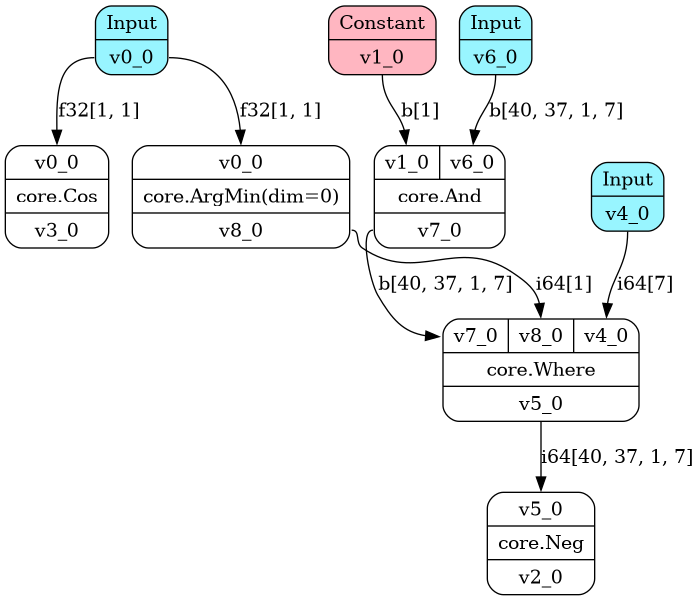 Input
v0_0
Constant
v1_0
Input
v6_0
f32[1, 1]
f32[1, 1]
b[1]
b[40, 37, 1, 7]
v0_0
core.Cos
v3_0
v0_0
core.ArgMin(dim=0)
v8_0
v1_0 v6_0
core.And
v7_0
Input
v4_0
b[40, 37, 1, 7]
i64[1]
i64[7]
v7_0 v8_0 v4_0
core.Where
v5_0
i64[40, 37, 1, 7]
v5_0
core.Neg
v2_0